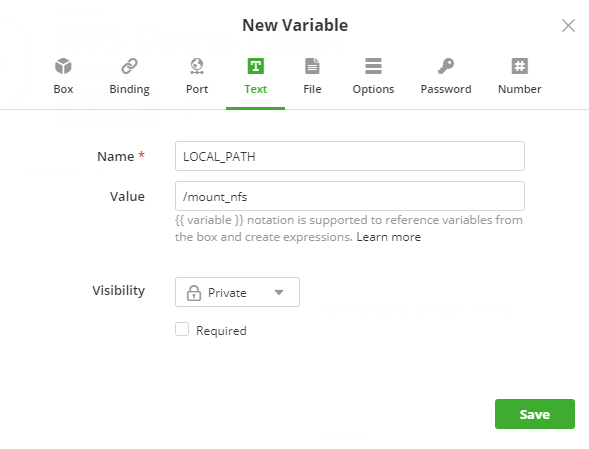 New Variable
Box Binding Port Text File Options Password Number
Name *
LOCAL_PATH
Value
/mount_nfs
{{ variable }} notation is supported to reference variables from
the box and create expressions. Learn more
Visibility
Private
Required
Save